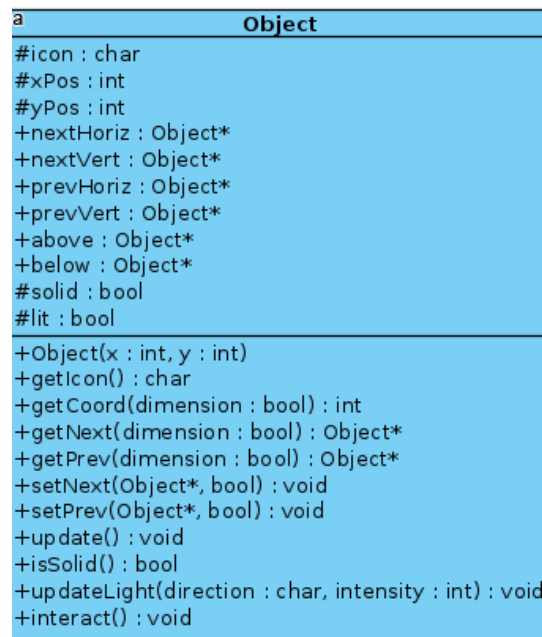 a
Object
#icon : char
#xPos : int
#yPos : int
+nextHoriz : Object*
+nextVert : Object*
+prevHoriz : Object*
+prevVert : Object*
+above : Object*
+below : Object*
#solid : bool
#lit : bool
+Object(x : int, y : int)
+getIcon() : char
+getCoord(dimension : bool) : int
+getNext(dimension : bool) : Object*
+getPrev(dimension : bool) : Object*
+setNext(Object*, bool) : void
+setPrev(Object*, bool) : void
+update() : void
+isSolid() : bool
+updateLight(direction : char, intensity : int) : void
+interact() : void